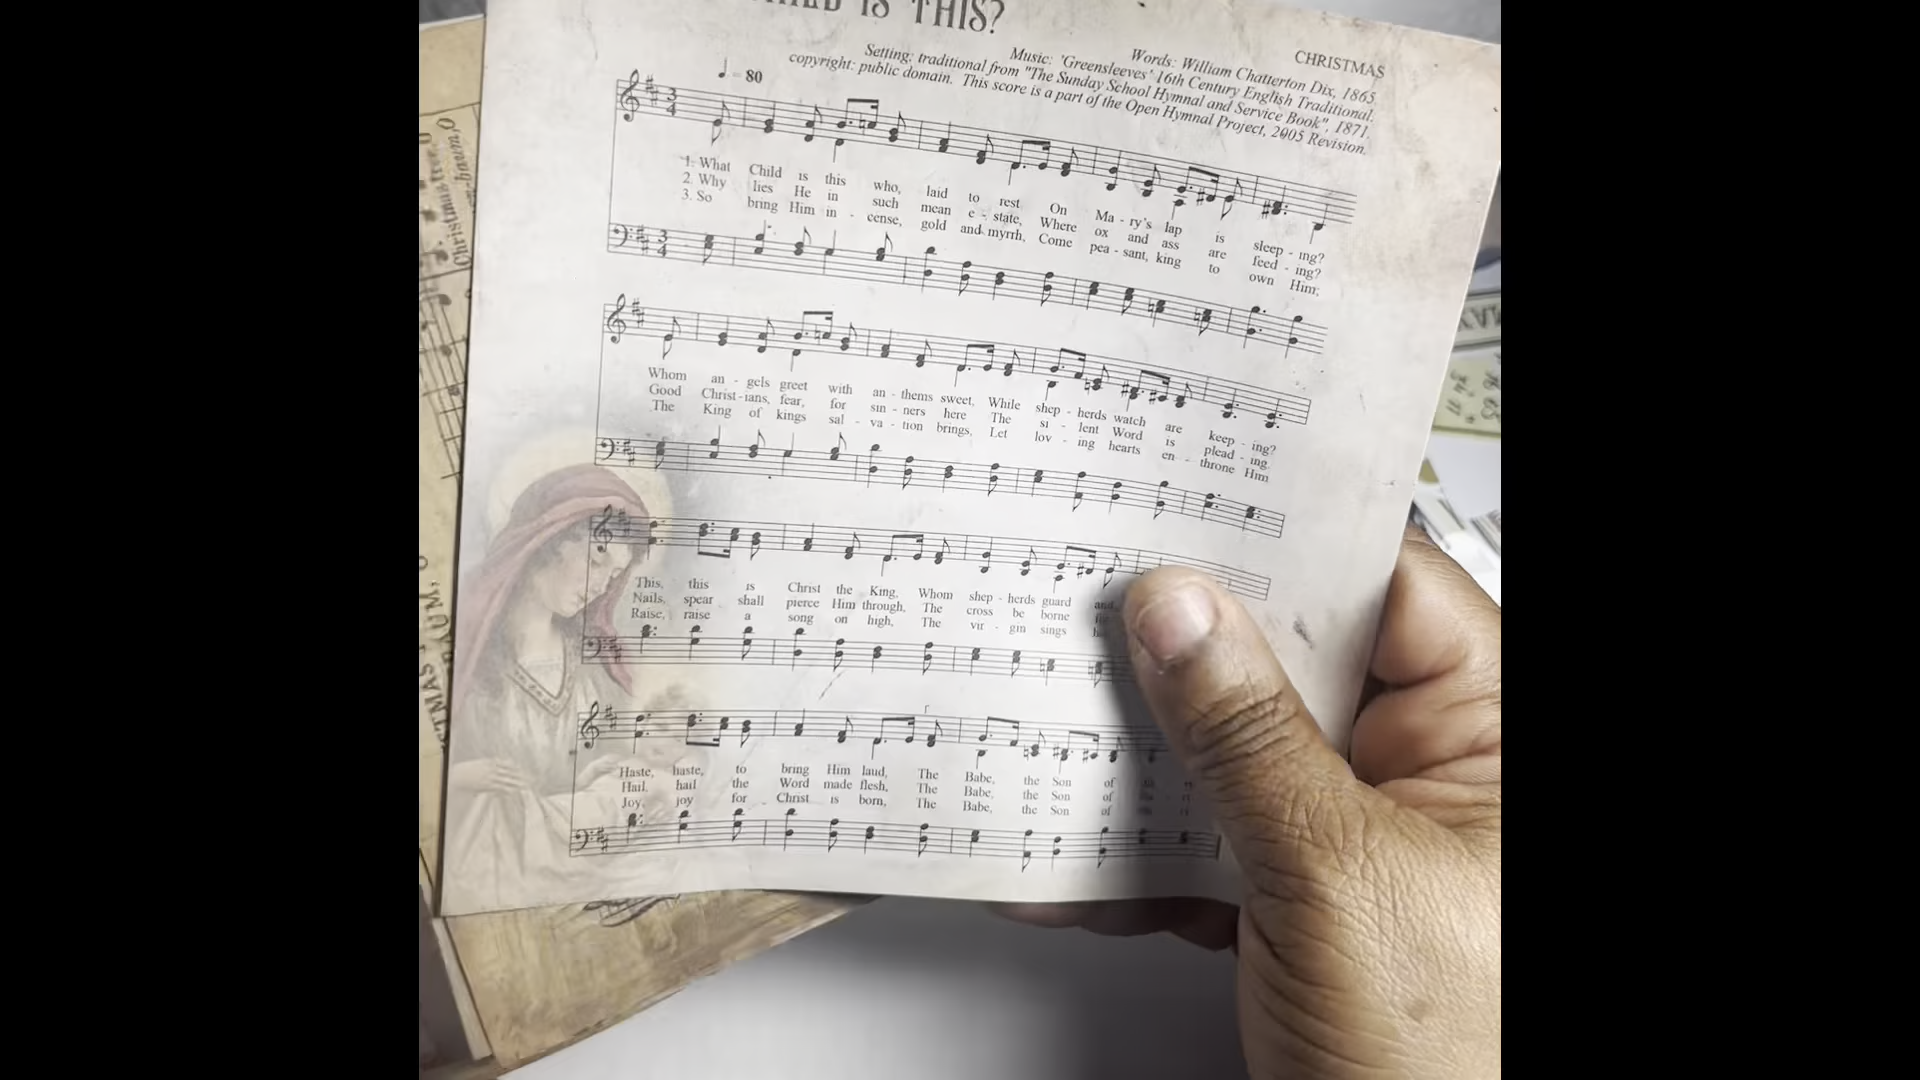 IS THIS?
CHRISTMAS
Words: William Chatterton Dix, 1865.
Music: 'Greensleeves' 16th Century English Traditional.
Setting: traditional from "The Sunday School Hymnal and Service Book", 1871.
copyright: public domain. This score is a part of the Open Hymnal Project, 2005 Revision.
80
3
4
1. What Child is this who, laid to rest On Ma - ry's lap is sleep - ing?
2. Why lies He in such mean e - state, Where ox and ass are feed - ing?
3. So bring Him in - cense, gold and myrrh, Come pea - sant, king to own Him;
3
4
Whom an - gels greet with an - thems sweet, While shep - herds watch are keep - ing?
Good Christ - ians, fear, for sin - ners here The si - lent Word is plead - ing.
The King of kings sal - va - tion brings, Let lov - ing hearts en - throne Him
This, this is Christ the King, Whom shep - herds guard and
Nails, spear shall pierce Him through, The cross be borne
Raise, raise a song on high, The vir - gin sings
Haste, haste, to bring Him laud, The Babe, the Son of
Hail, hail the Word made flesh, The Babe, the Son of
Joy, joy for Christ is born, The Babe, the Son of
Christmas tree, O